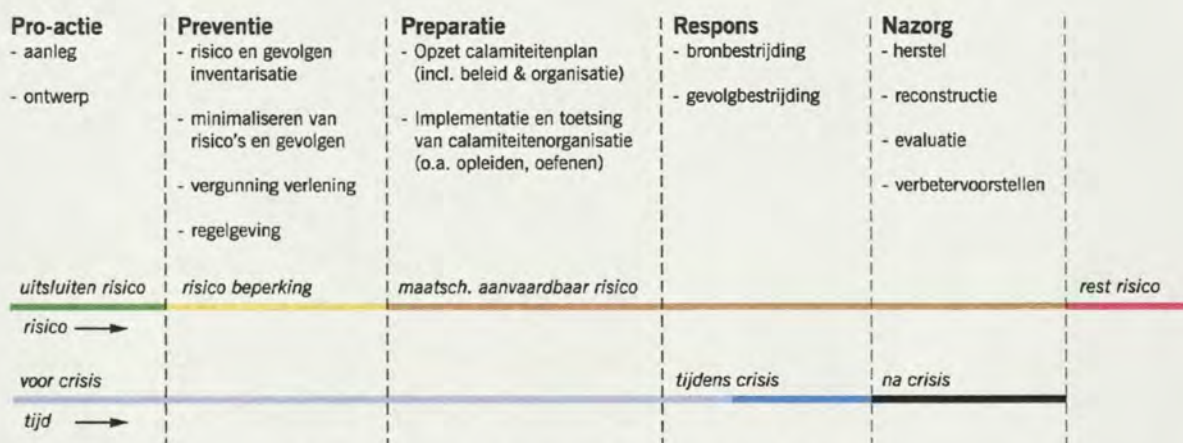 Pro-actie
- aanleg
- ontwerp
Preventie
- risico en gevolgen
inventarisatie
- minimaliseren van
risico's en gevolgen
- vergunning verlening
- regelgeving
Preparatie
- Opzet calamiteitenplan
(incl. beleid & organisatie)
- Implementatie en toetsing
van calamiteitenorganisatie
(o.a. opleiden, oefenen)
Respons
- bronbestrijding
- gevolgbestrijding
Nazorg
- herstel
- reconstructie
- evaluatie
- verbetervoorstellen
uitsluiten risico
risico beperking
maatsch. aanvaardbaar risico
rest risico
risico
voor crisis
tijdens crisis
na crisis
tijd